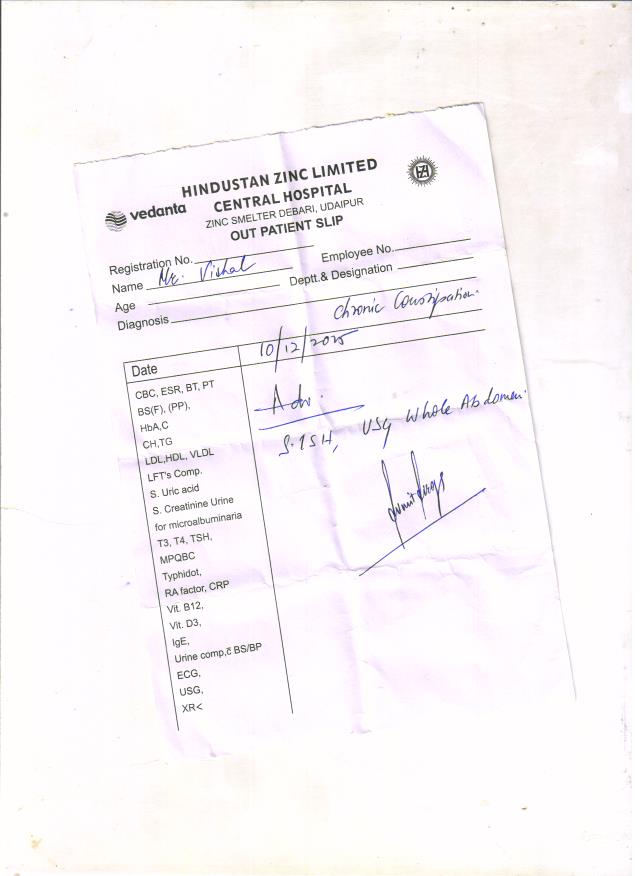 HINDUSTAN ZINC LIMITED
vedanta
CENTRAL HOSPITAL
ZINC SMELTER DEBARI, UDAIPUR
OUT PATIENT SLIP
Registration No.
Employee No.
Name Mr. Vishal
Deptt.& Designation
Age
Diagnosis Chronic Constipation.
Date 10/12/2025
CBC, ESR, BT, PT
BS(F), (PP),
HbA,C
CH,TG
LDL,HDL, VLDL
LFT's Comp.
S. Uric acid
S. Creatinine Urine
for microalbuminaria
T3, T4, TSH,
MPQBC
Typhidot,
RA factor, CRP
Vit. B12,
Vit. D3,
IgE,
Urine comp,c̄ BS/BP
ECG,
USG,
XR<
Adv.
S.TSH, USG Whole Abdomen.